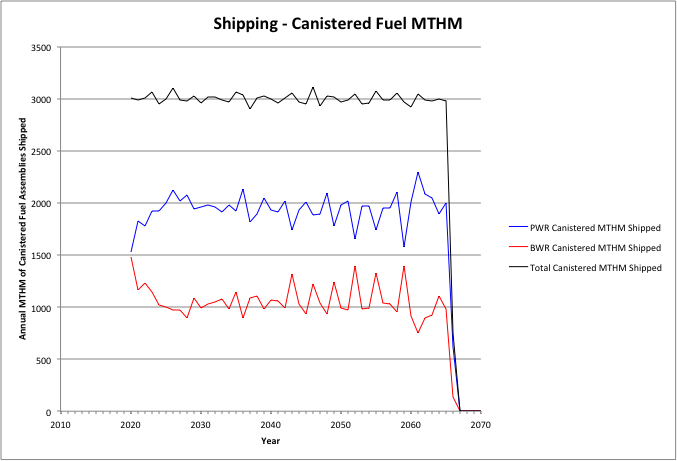 Shipping - Canistered Fuel MTHM
Annual MTHM of Canistered Fuel Assemblies Shipped
3500
3000
2500
2000
1500
1000
500
0
2010 2020 2030 2040 2050 2060 2070
Year
PWR Canistered MTHM Shipped
BWR Canistered MTHM Shipped
Total Canistered MTHM Shipped